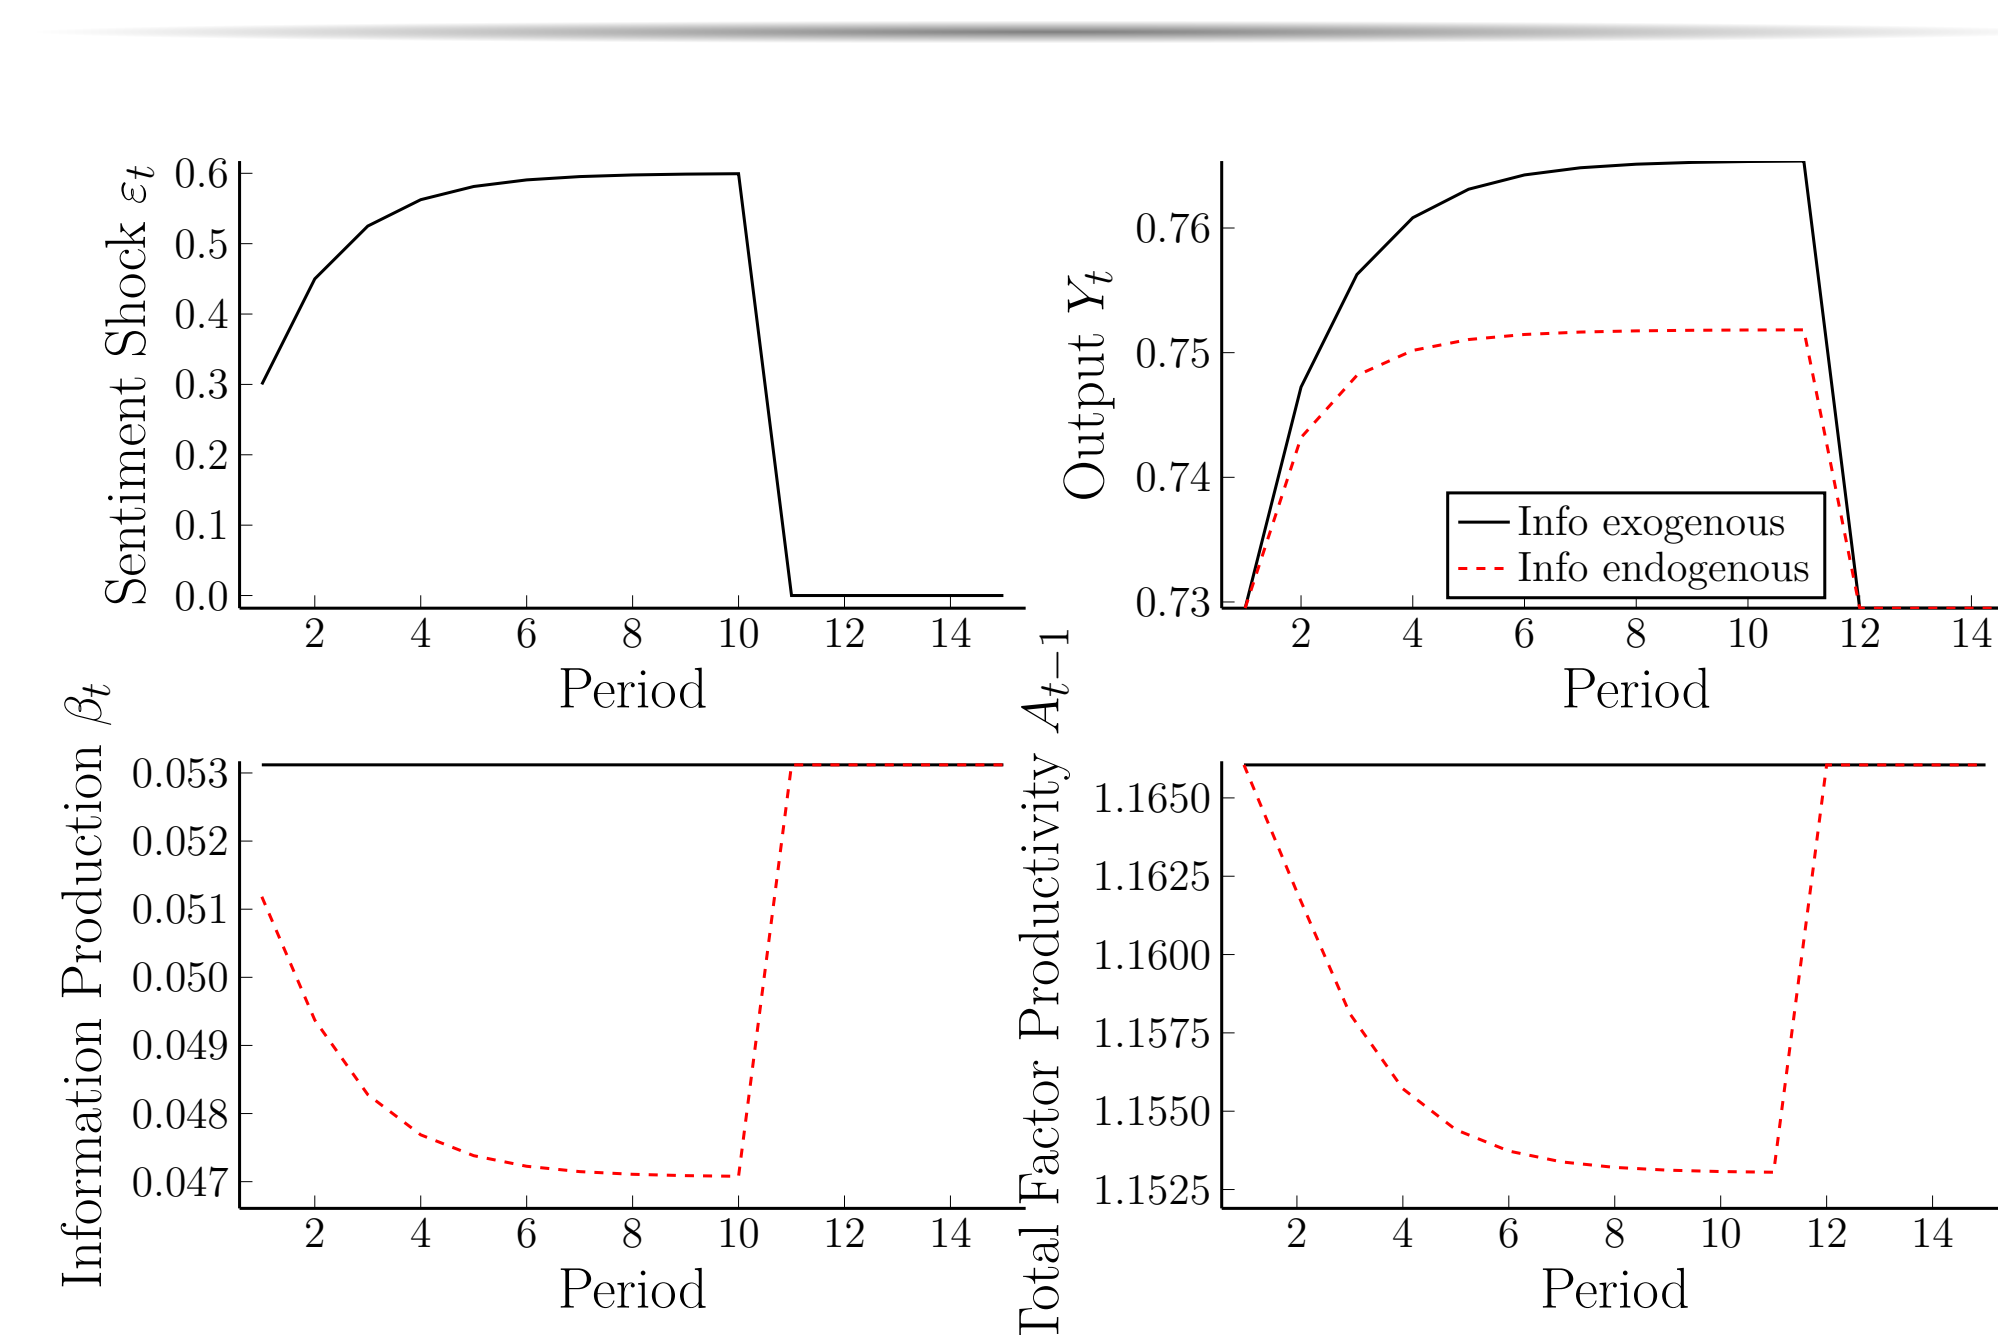 Sentiment Shock εt
0.6
0.5
0.4
0.3
0.2
0.1
0.0
2 4 6 8 10 12 14
Period
Output Yt
0.76
0.75
0.74
0.73
Info exogenous
Info endogenous
2 4 6 8 10 12 14
Period
Information Production βt
0.053
0.052
0.051
0.050
0.049
0.048
0.047
2 4 6 8 10 12 14
Period
Total Factor Productivity At−1
1.1650
1.1625
1.1600
1.1575
1.1550
1.1525
2 4 6 8 10 12 14
Period